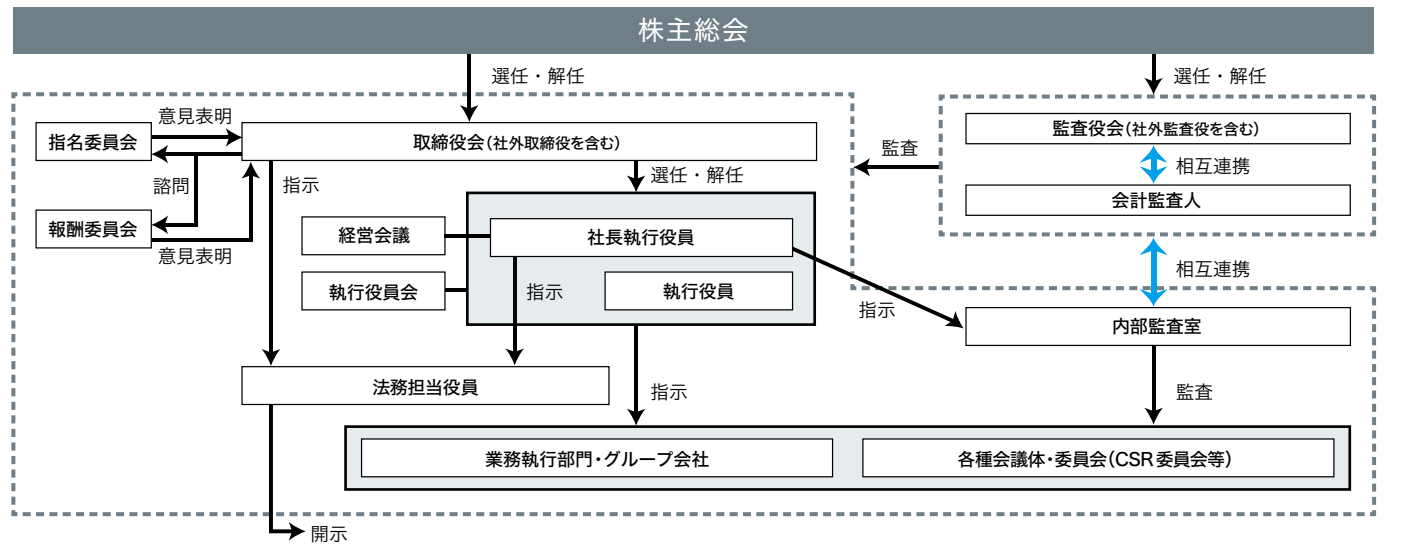 株主総会
選任・解任
選任・解任
意見表明
指名委員会
取締役会(社外取締役を含む)
監査役会(社外監査役を含む)
監査
相互連携
諮問
指示
選任・解任
会計監査人
報酬委員会
意見表明
経営会議
社長執行役員
相互連携
執行役員会
指示
執行役員
指示
内部監査室
法務担当役員
指示
監査
業務執行部門・グループ会社
各種会議体・委員会(CSR委員会等)
開示